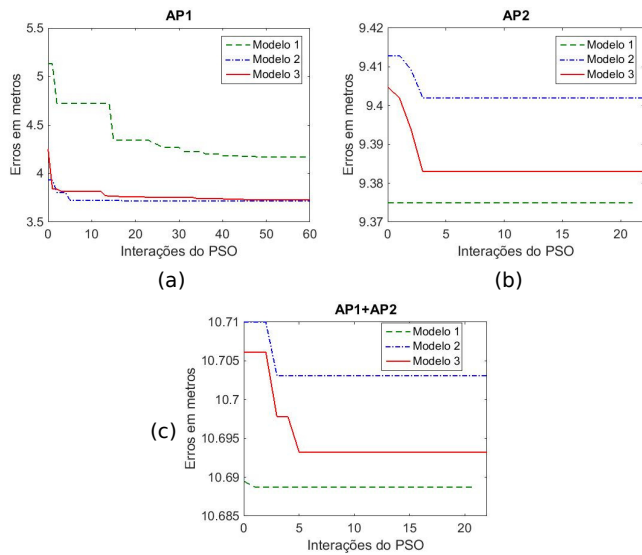 AP1
5.5
5
4.5
4
3.5
Erros em metros
Modelo 1
Modelo 2
Modelo 3
0 10 20 30 40 50 60
Interações do PSO
(a)
AP2
9.42
9.41
9.4
9.39
9.38
9.37
Erros em metros
Modelo 1
Modelo 2
Modelo 3
0 5 10 15 20
Interações do PSO
(b)
AP1+AP2
10.71
10.705
10.7
10.695
10.69
10.685
Erros em metros
Modelo 1
Modelo 2
Modelo 3
0 5 10 15 20
Interações do PSO
(c)